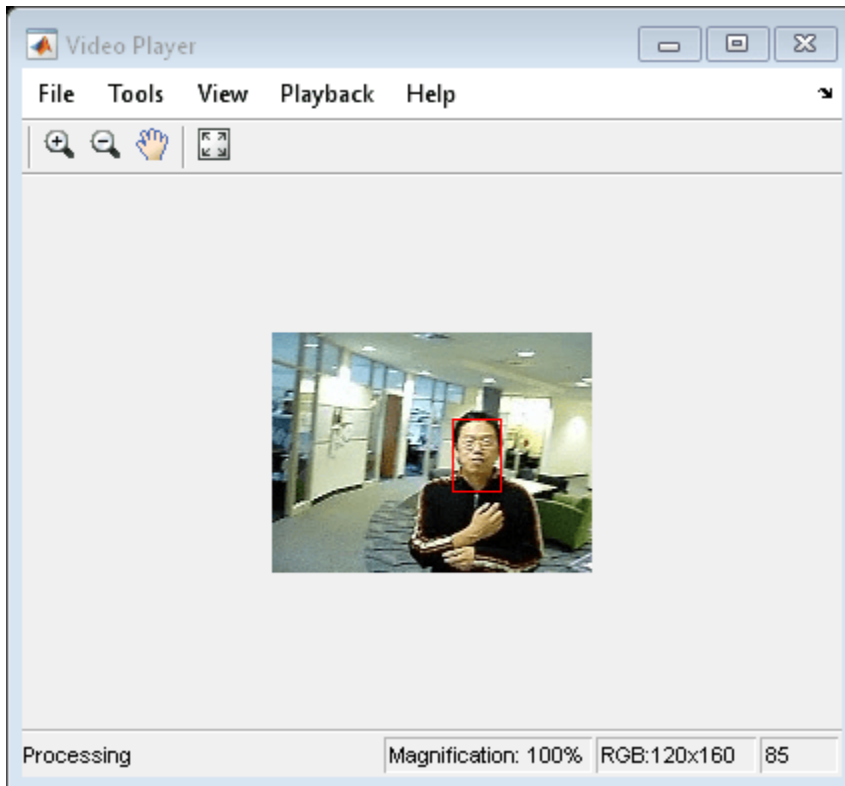 Video Player
File Tools View Playback Help
Processing Magnification: 100% RGB:120x160 85